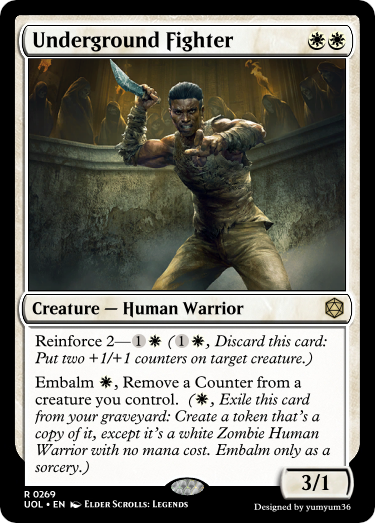 Underground Fighter
Creature — Human Warrior
Reinforce 2—1 (1 , Discard this card:
Put two +1/+1 counters on target creature.)
Embalm , Remove a Counter from a
creature you control. ( , Exile this card
from your graveyard: Create a token that's a
copy of it, except it's a white Zombie Human
Warrior with no mana cost. Embalm only as a
sorcery.)
3/1
R 0269
UOL • EN Elder Scrolls: Legends
Designed by yumyum36